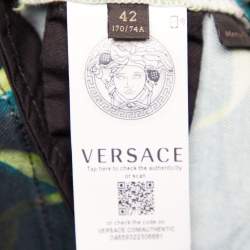 42
170/74A
VERSACE
Tap here to check the authenticity
or scan
or check the code on:
VERSACE.COM/AUTHENTIC